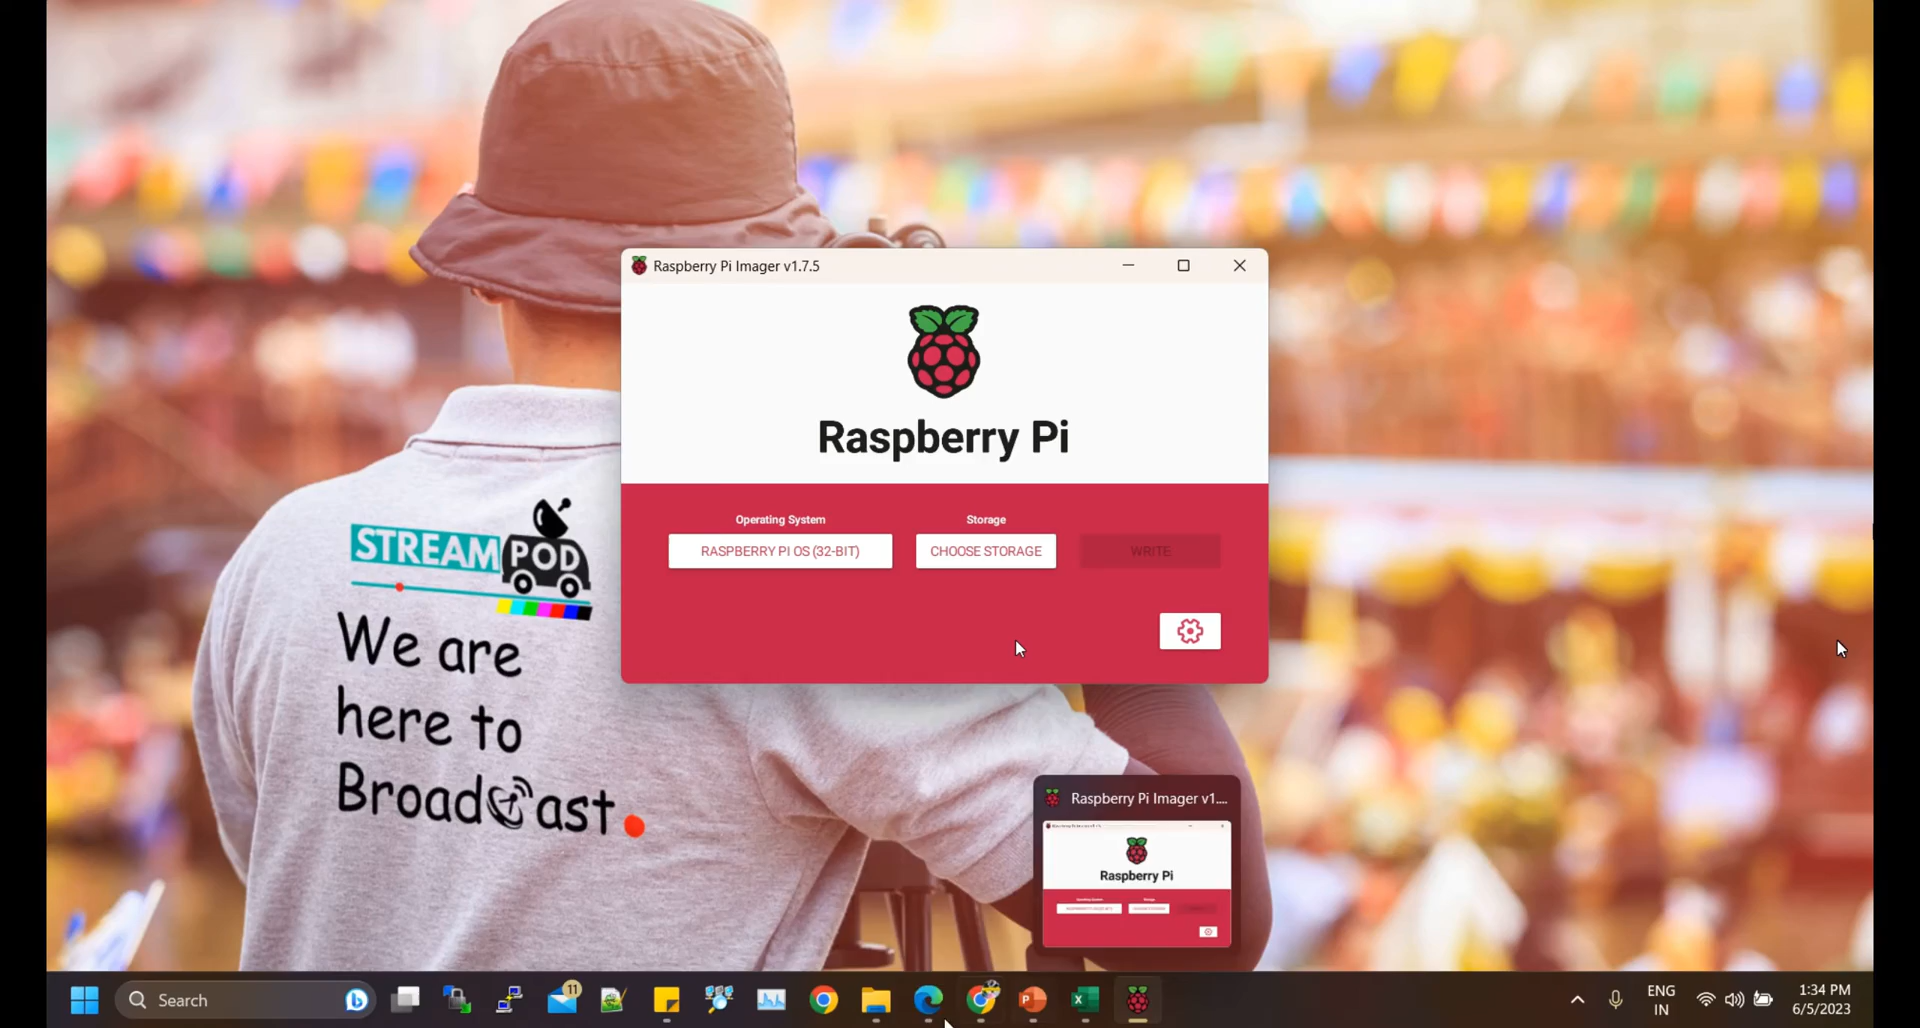 Raspberry Pi Imager v1.7.5
Raspberry Pi
Operating System
Storage
RASPBERRY PI OS (32-BIT)
CHOOSE STORAGE
WRITE
STREAM POD
We are
here to
Broadcast.
Raspberry Pi Imager v1....
Raspberry Pi
Search
11
ENG
IN
1:34 PM
6/5/2023